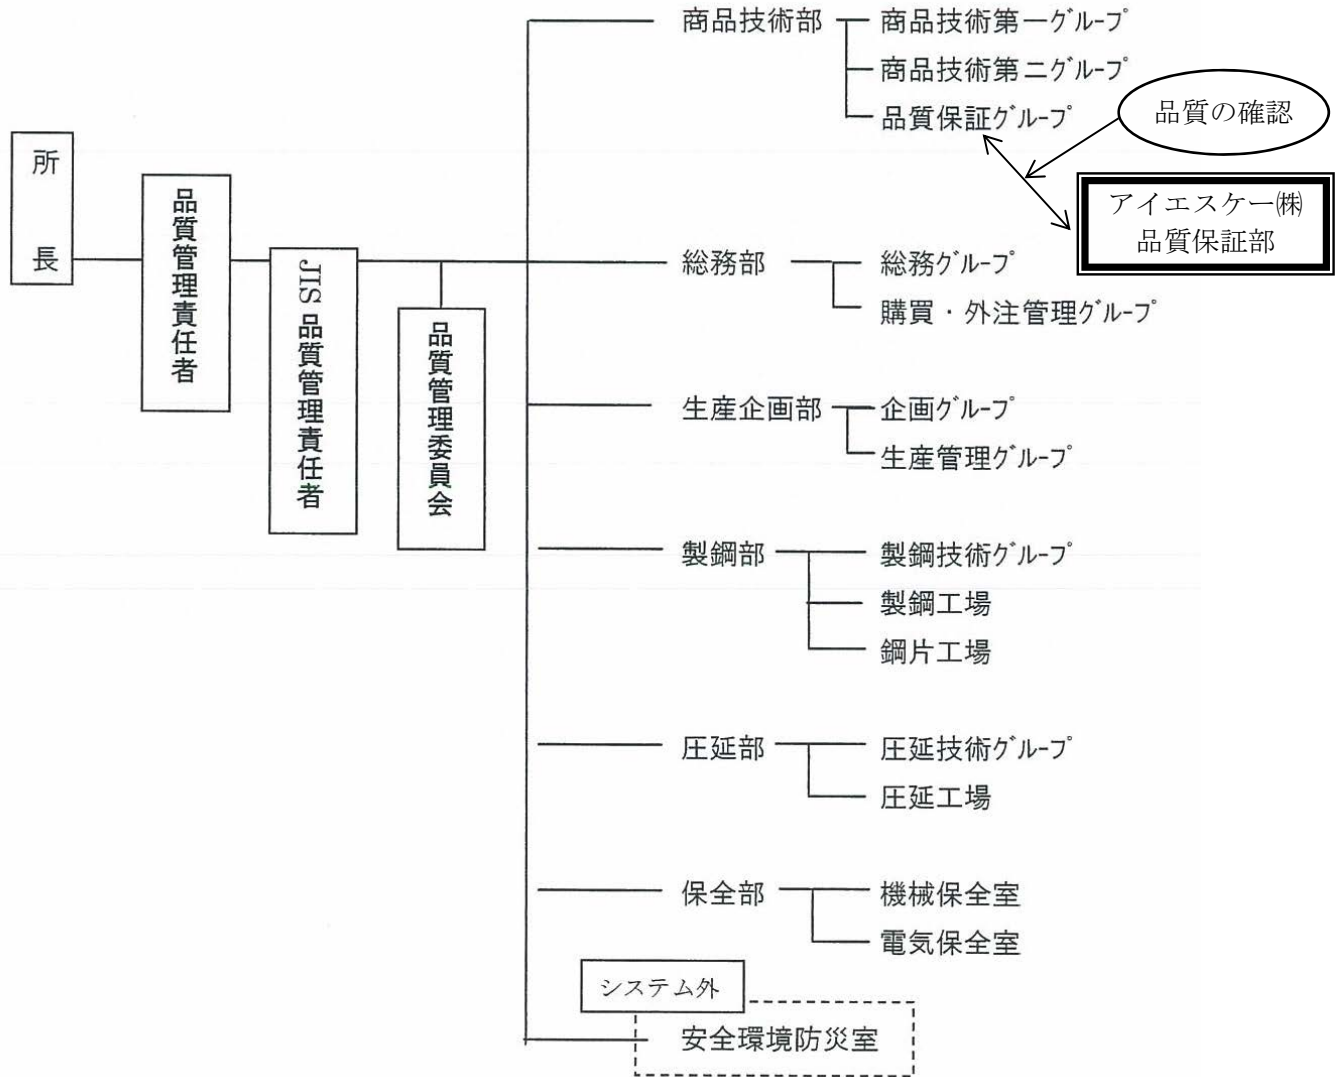 所長
品質管理責任者
JIS 品質管理責任者
品質管理委員会
商品技術部
商品技術第一グループ
商品技術第二グループ
品質保証グループ
品質の確認
アイエスケー㈱
品質保証部
総務部
総務グループ
購買・外注管理グループ
生産企画部
企画グループ
生産管理グループ
製鋼部
製鋼技術グループ
製鋼工場
鋼片工場
圧延部
圧延技術グループ
圧延工場
保全部
機械保全室
電気保全室
システム外
安全環境防災室